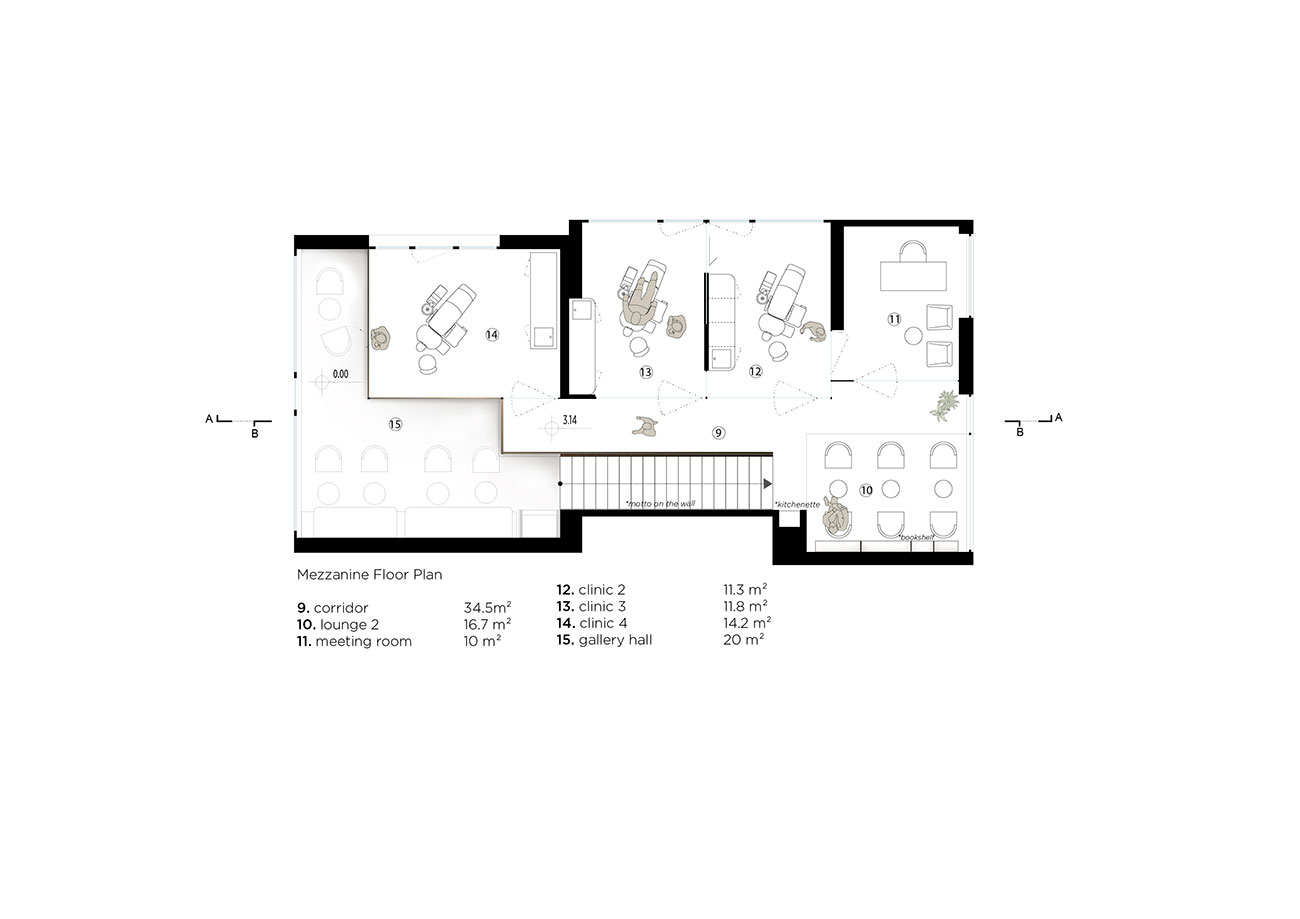 14
11
0.00
13
12
15
3.14
9
A
B
A
B
10
*motto on the wall
*kitchenette
*bookshelf
Mezzanine Floor Plan
9. corridor 34.5m²
10. lounge 2 16.7 m²
11. meeting room 10 m²
12. clinic 2 11.3 m²
13. clinic 3 11.8 m²
14. clinic 4 14.2 m²
15. gallery hall 20 m²